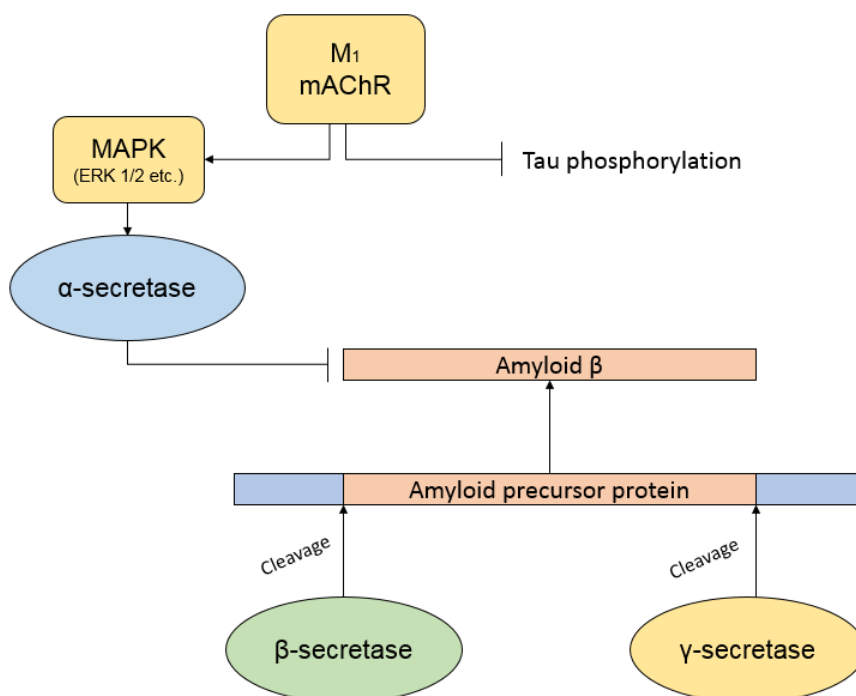 M₁
mAChR
MAPK
(ERK 1/2 etc.)
Tau phosphorylation
α-secretase
Amyloid β
Amyloid precursor protein
Cleavage
Cleavage
β-secretase
γ-secretase